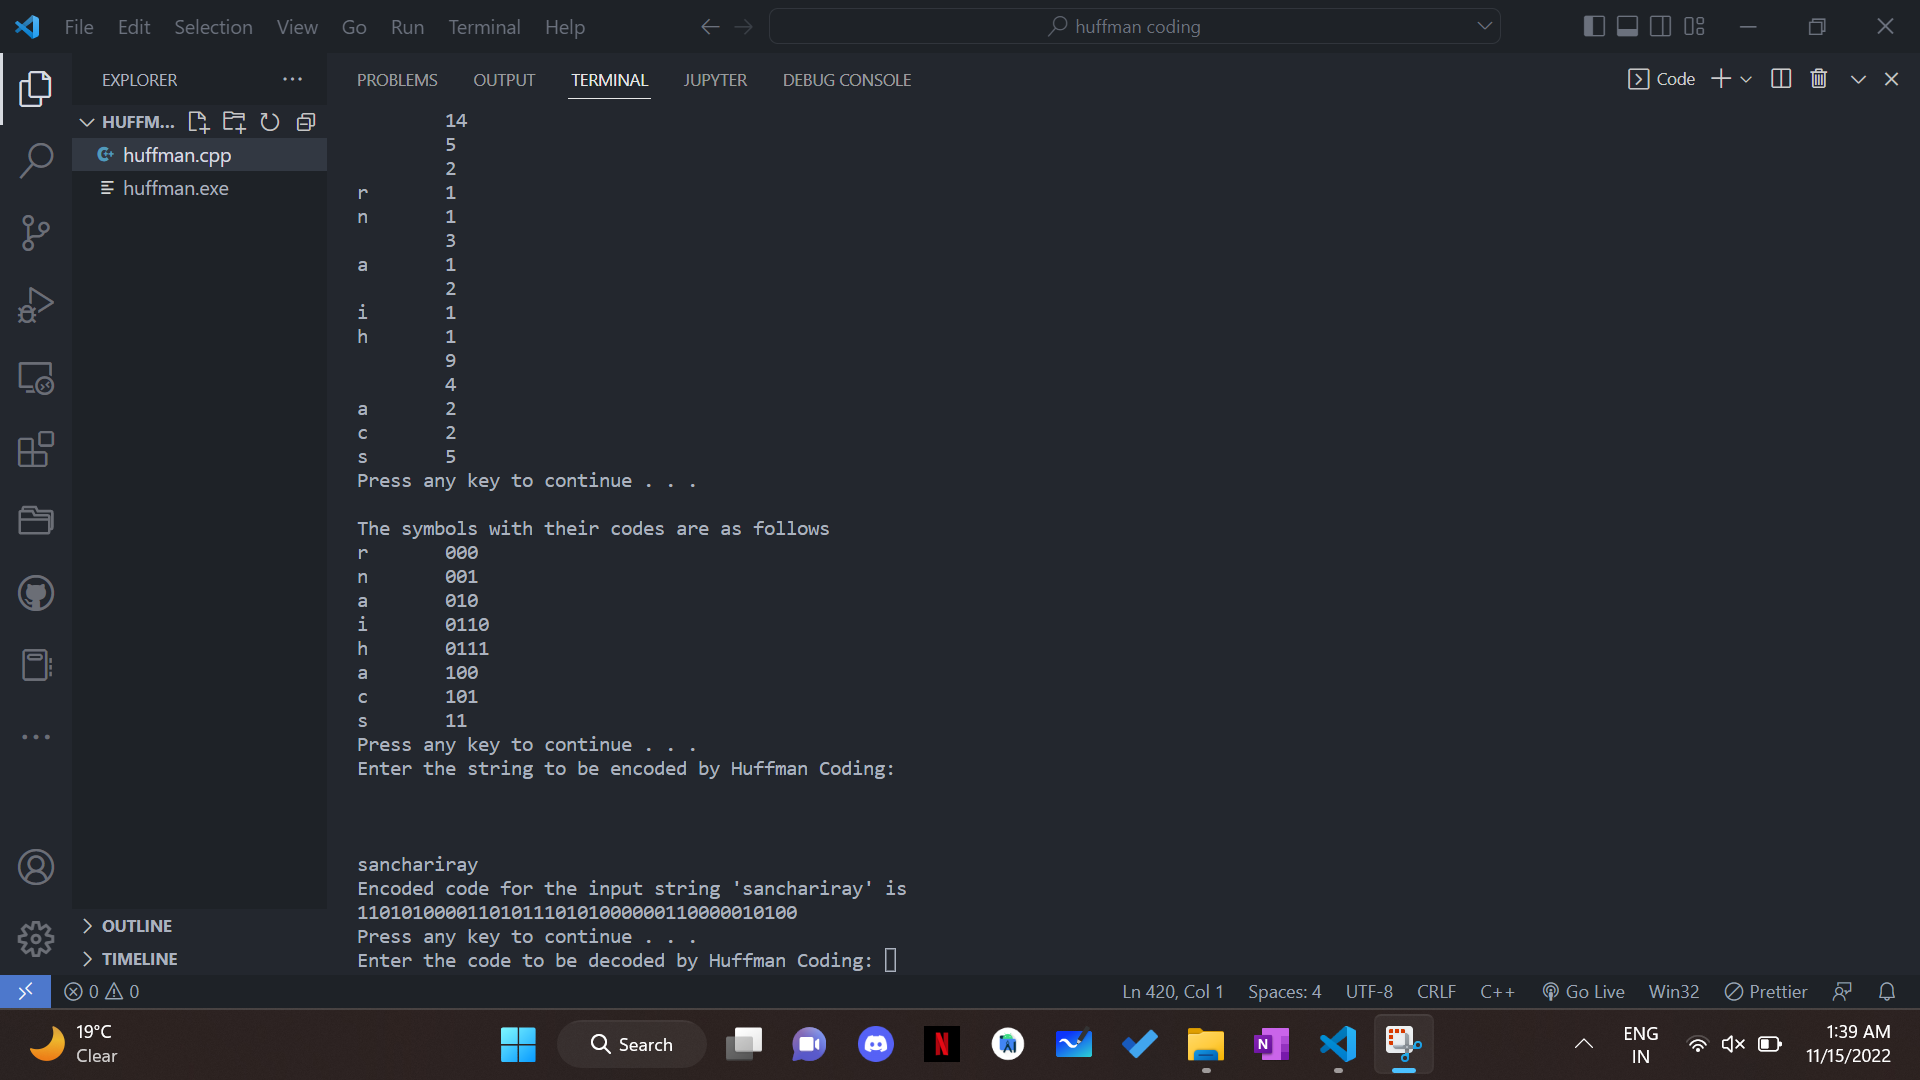 File Edit Selection View Go Run Terminal Help
huffman coding
EXPLORER
HUFFM...
huffman.cpp
huffman.exe
OUTLINE
TIMELINE
PROBLEMS OUTPUT TERMINAL JUPYTER DEBUG CONSOLE
Code
14
5
2
r 1
n 1
3
a 1
2
i 1
h 1
9
4
a 2
c 2
s 5
Press any key to continue . . .
The symbols with their codes are as follows
r 000
n 001
a 010
i 0110
h 0111
a 100
c 101
s 11
Press any key to continue . . .
Enter the string to be encoded by Huffman Coding:
sanchariray
Encoded code for the input string 'sanchariray' is
1101010000110101110101000000110000010100
Press any key to continue . . .
Enter the code to be decoded by Huffman Coding:
0 0
Ln 420, Col 1 Spaces: 4 UTF-8 CRLF C++ Go Live Win32 Prettier
19°C
Clear
Search
ENG
IN
1:39 AM
11/15/2022